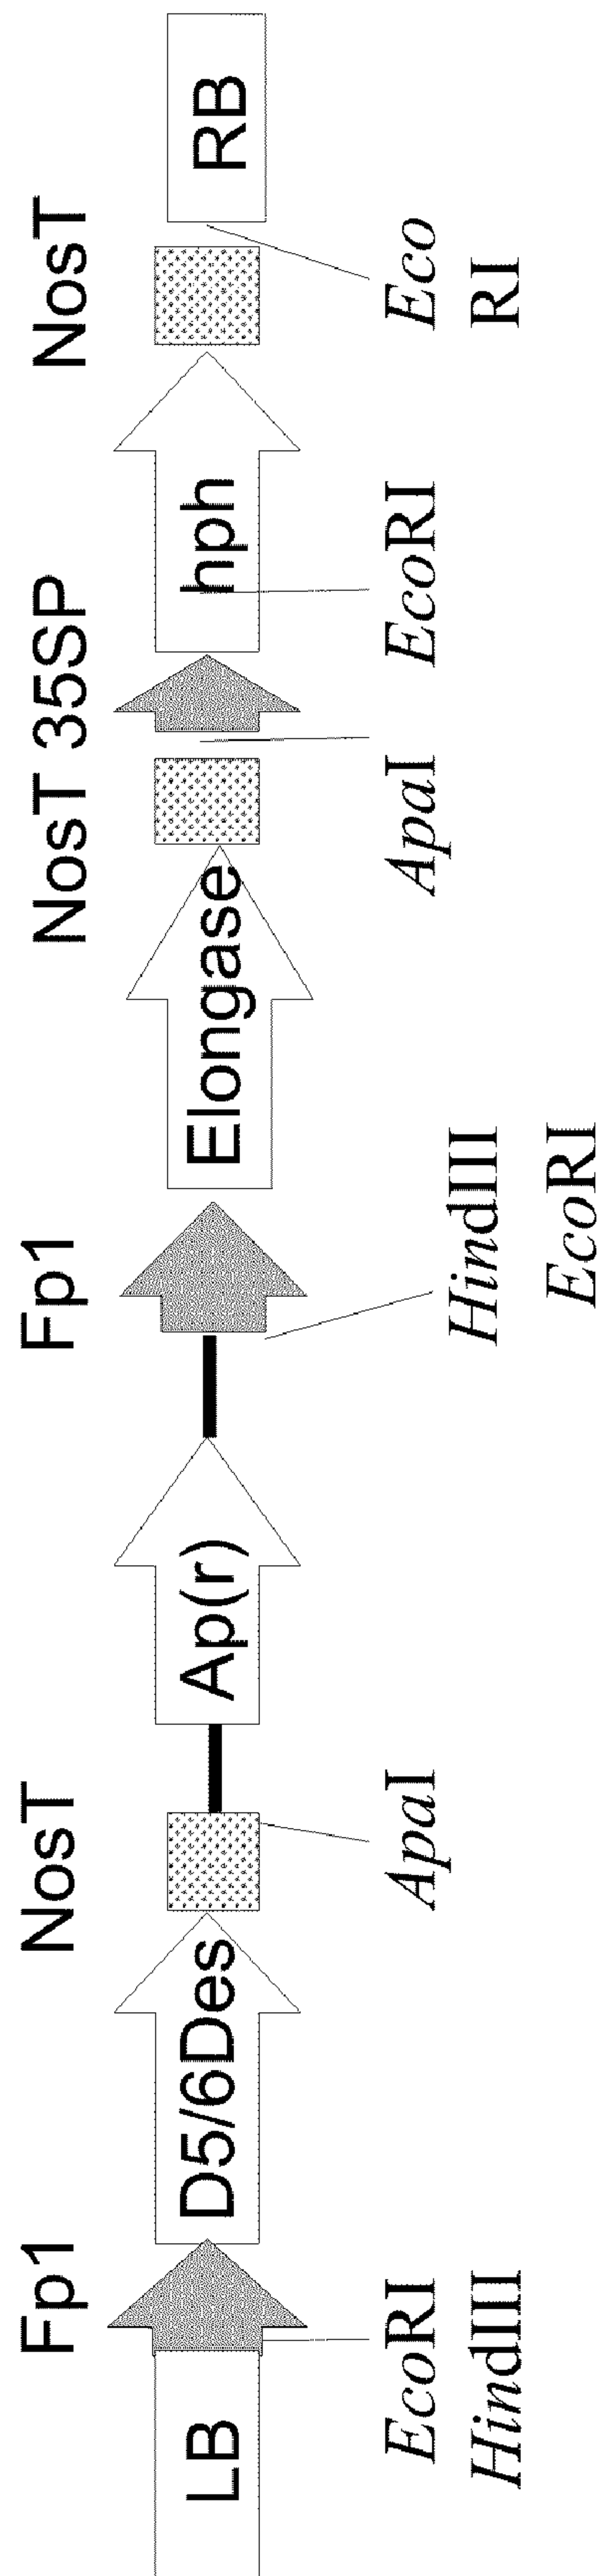 Fp1
NosT
Fp1
NosT 35SP
NosT
LB
D5/6Des
Ap(r)
Elongase
hph
RB
EcoRI
HindIII
ApaI
HindIII
EcoRI
ApaI
EcoRI
Eco
RI